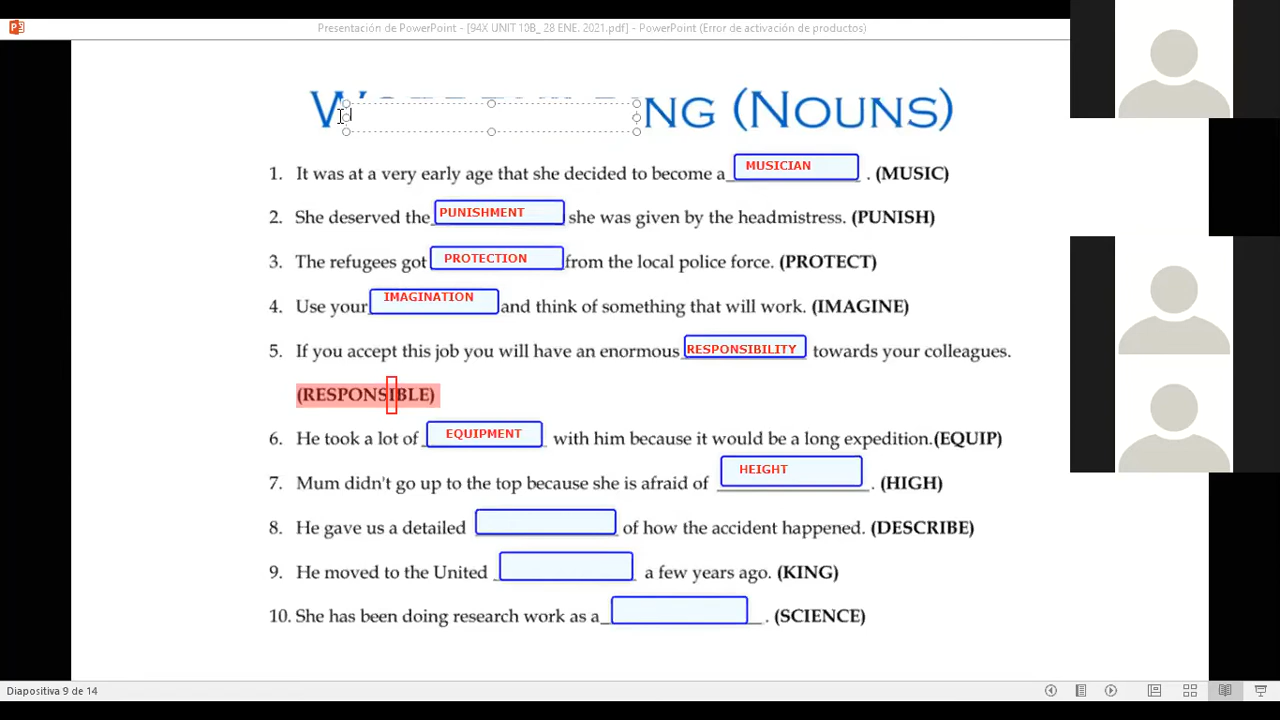 Presentación de PowerPoint - [94X UNIT 10B_ 28 ENE. 2021.pdf] - PowerPoint (Error de activación de productos)
NG (NOUNS)
1. It was at a very early age that she decided to become a MUSICIAN . (MUSIC)
2. She deserved the PUNISHMENT she was given by the headmistress. (PUNISH)
3. The refugees got PROTECTION from the local police force. (PROTECT)
4. Use your IMAGINATION and think of something that will work. (IMAGINE)
5. If you accept this job you will have an enormous RESPONSIBILITY towards your colleagues.
(RESPONSIBLE)
6. He took a lot of EQUIPMENT with him because it would be a long expedition.(EQUIP)
7. Mum didn't go up to the top because she is afraid of HEIGHT . (HIGH)
8. He gave us a detailed of how the accident happened. (DESCRIBE)
9. He moved to the United a few years ago. (KING)
10. She has been doing research work as a . (SCIENCE)
Diapositiva 9 de 14